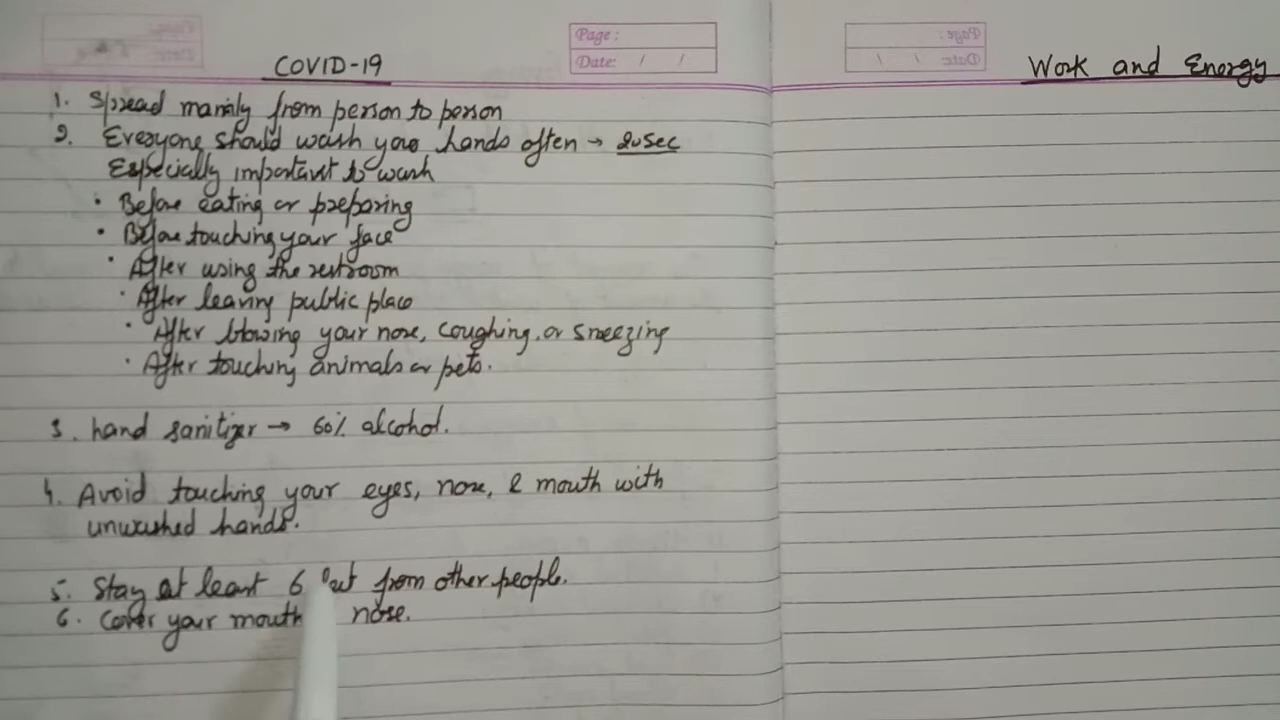 Page:
Date: / /
COVID-19
Work and Energy
1. Spread mainly from person to person
2. Everyone should wash your hands often → 20sec
Especially important to wash
• Before eating or preparing
• Before touching your face
• After using the restroom
• After leaving public place
• After blowing your nose, coughing, or sneezing
• After touching animals or pets.
3. hand sanitizer → 60% alcohol.
4. Avoid touching your eyes, nose, & mouth with
unwashed hands.
5. Stay at least 6 from other people.
6. Cover your mouth nose.